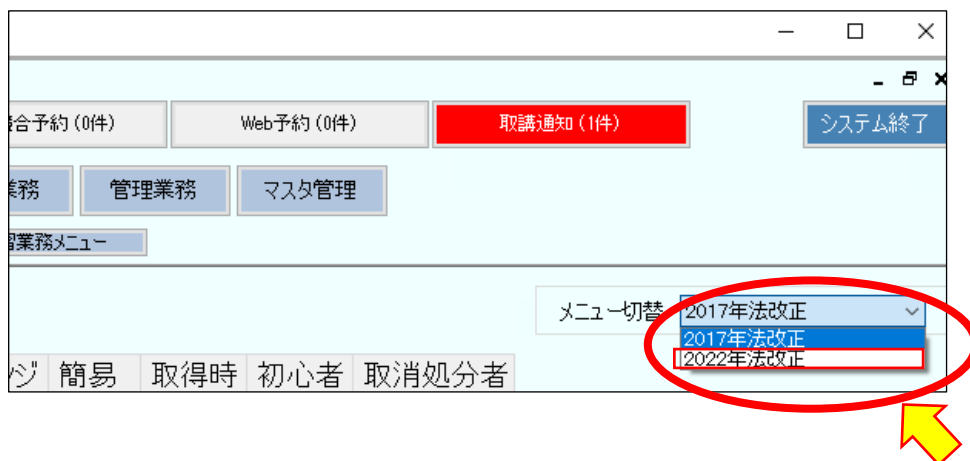 合予約 (0件) Web予約 (0件) 取講通知 (1件) システム終了
業務 管理業務 マスタ管理
習業務メニュー
メニュー切替 2017年法改正
2017年法改正
2022年法改正
ジ 簡易 取得時 初心者 取消処分者